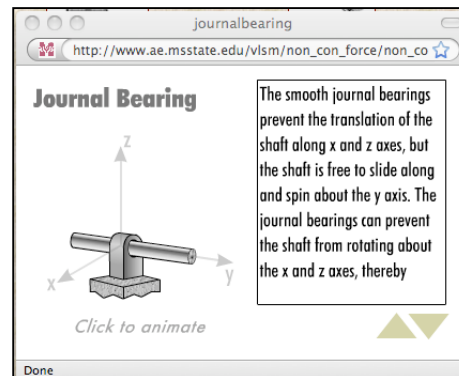 journalbearing
http://www.ae.msstate.edu/vlsm/non_con_force/non_co
Journal Bearing
z
x
y
Click to animate
The smooth journal bearings
prevent the translation of the
shaft along x and z axes, but
the shaft is free to slide along
and spin about the y axis. The
journal bearings can prevent
the shaft from rotating about
the x and z axes, thereby
Done